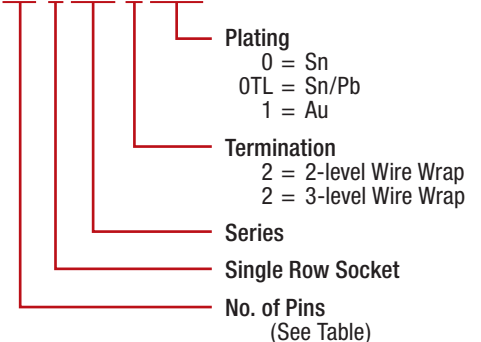 Plating
0 = Sn
0TL = Sn/Pb
1 = Au
Termination
2 = 2-level Wire Wrap
2 = 3-level Wire Wrap
Series
Single Row Socket
No. of Pins
(See Table)